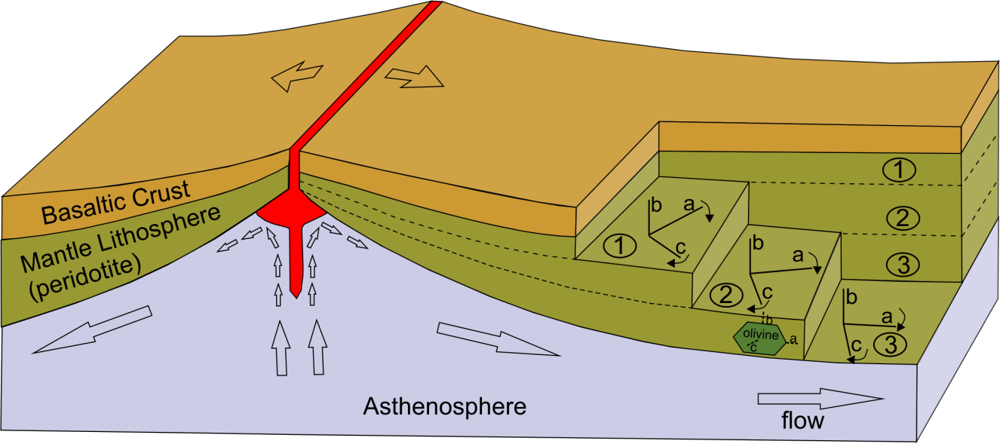 Basaltic Crust
Mantle Lithosphere
(peridotite)
1
2
3
b
a
c
1
b
a
c
2
b
olivine
a
c
b
a
c
3
Asthenosphere
flow